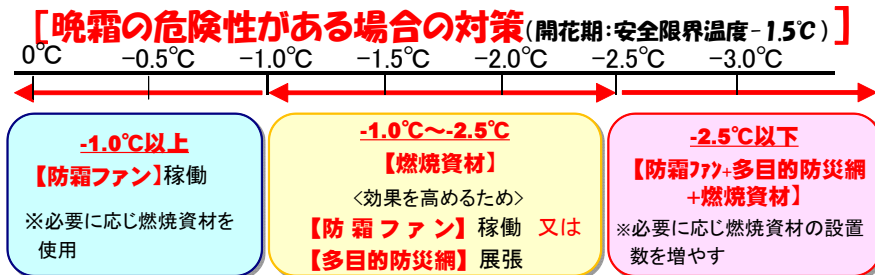 ［晩霜の危険性がある場合の対策(開花期:安全限界温度-1.5℃)］
0℃ −0.5℃ −1.0℃ −1.5℃ −2.0℃ −2.5℃ −3.0℃
-1.0℃以上
【防霜ファン】稼働
※必要に応じ燃焼資材を
使用
-1.0℃～-2.5℃
【燃焼資材】
<効果を高めるため>
【防霜ファン】稼働 又は
【多目的防災網】展張
-2.5℃以下
【防霜ﾌｧﾝ+多目的防災網
+燃焼資材】
※必要に応じ燃焼資材の設置
数を増やす